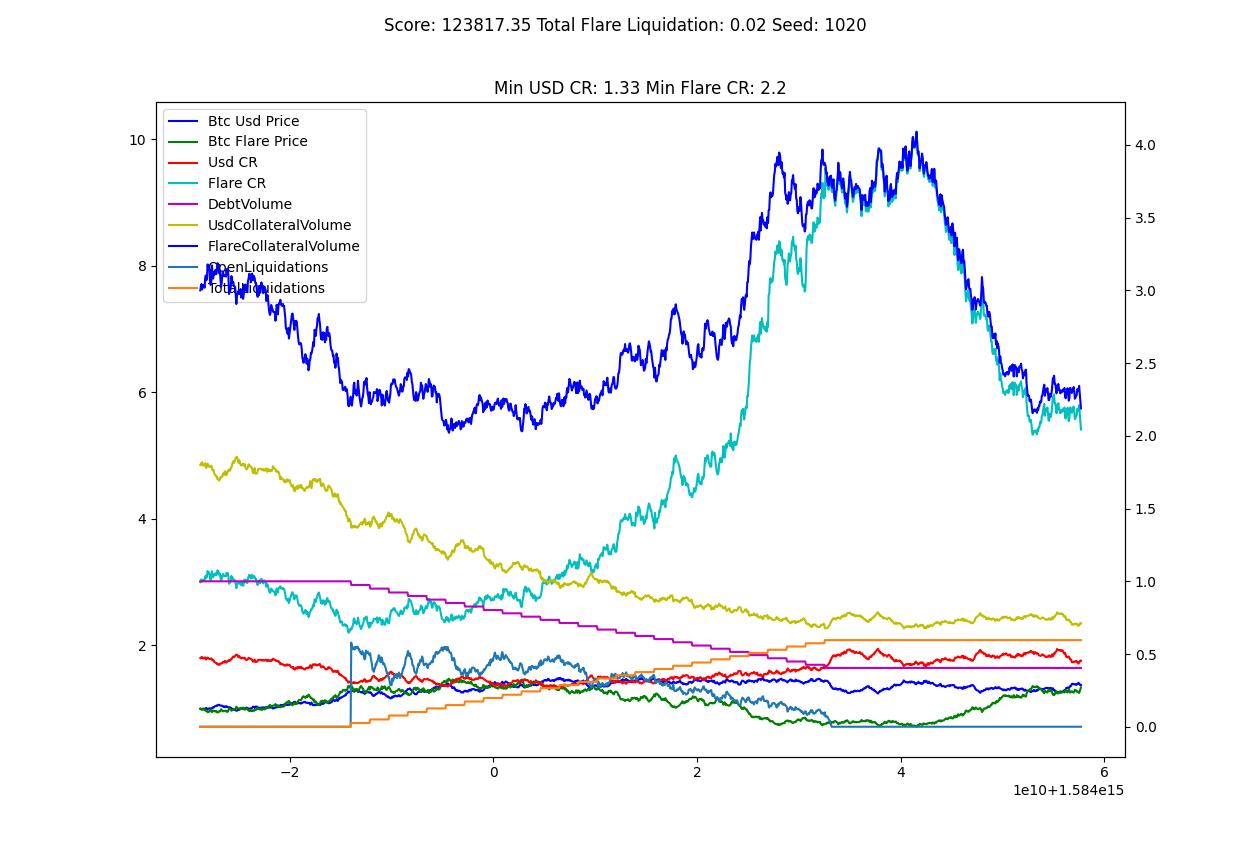 Score: 123817.35 Total Flare Liquidation: 0.02 Seed: 1020
Min USD CR: 1.33 Min Flare CR: 2.2
Btc Usd Price
Btc Flare Price
Usd CR
Flare CR
DebtVolume
UsdCollateralVolume
FlareCollateralVolume
OpenLiquidations
TotalLiquidations
10
8
6
4
2
4.0
3.5
3.0
2.5
2.0
1.5
1.0
0.5
0.0
−2
0
2
4
6
1e10+1.584e15